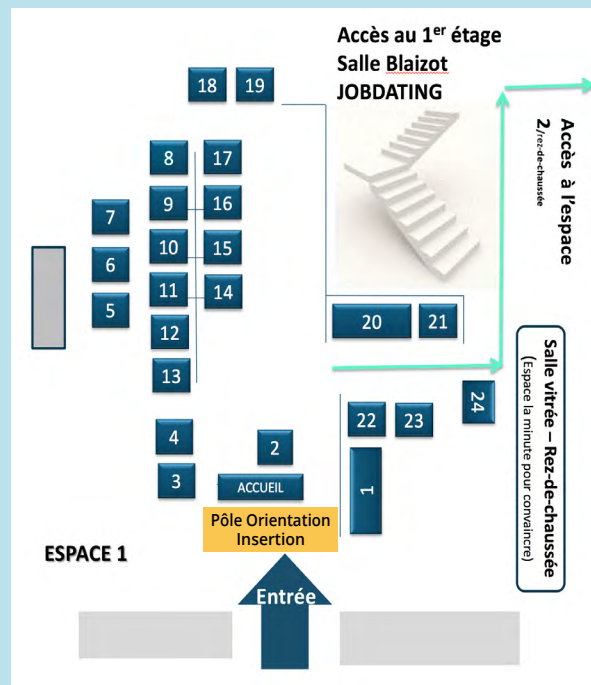 Accès au 1er étage
Salle Blaizot
JOBDATING
18 19
8 17
7 9 16
6 10 15
5 11 14
12
13
20 21
Accès à l'espace
2/rez-de-chaussée
Salle vitrée – Rez-de-chaussée
(Espace la minute pour convaincre)
4
3
2
ACCUEIL
22 23
24
1
Pôle Orientation
Insertion
ESPACE 1
Entrée